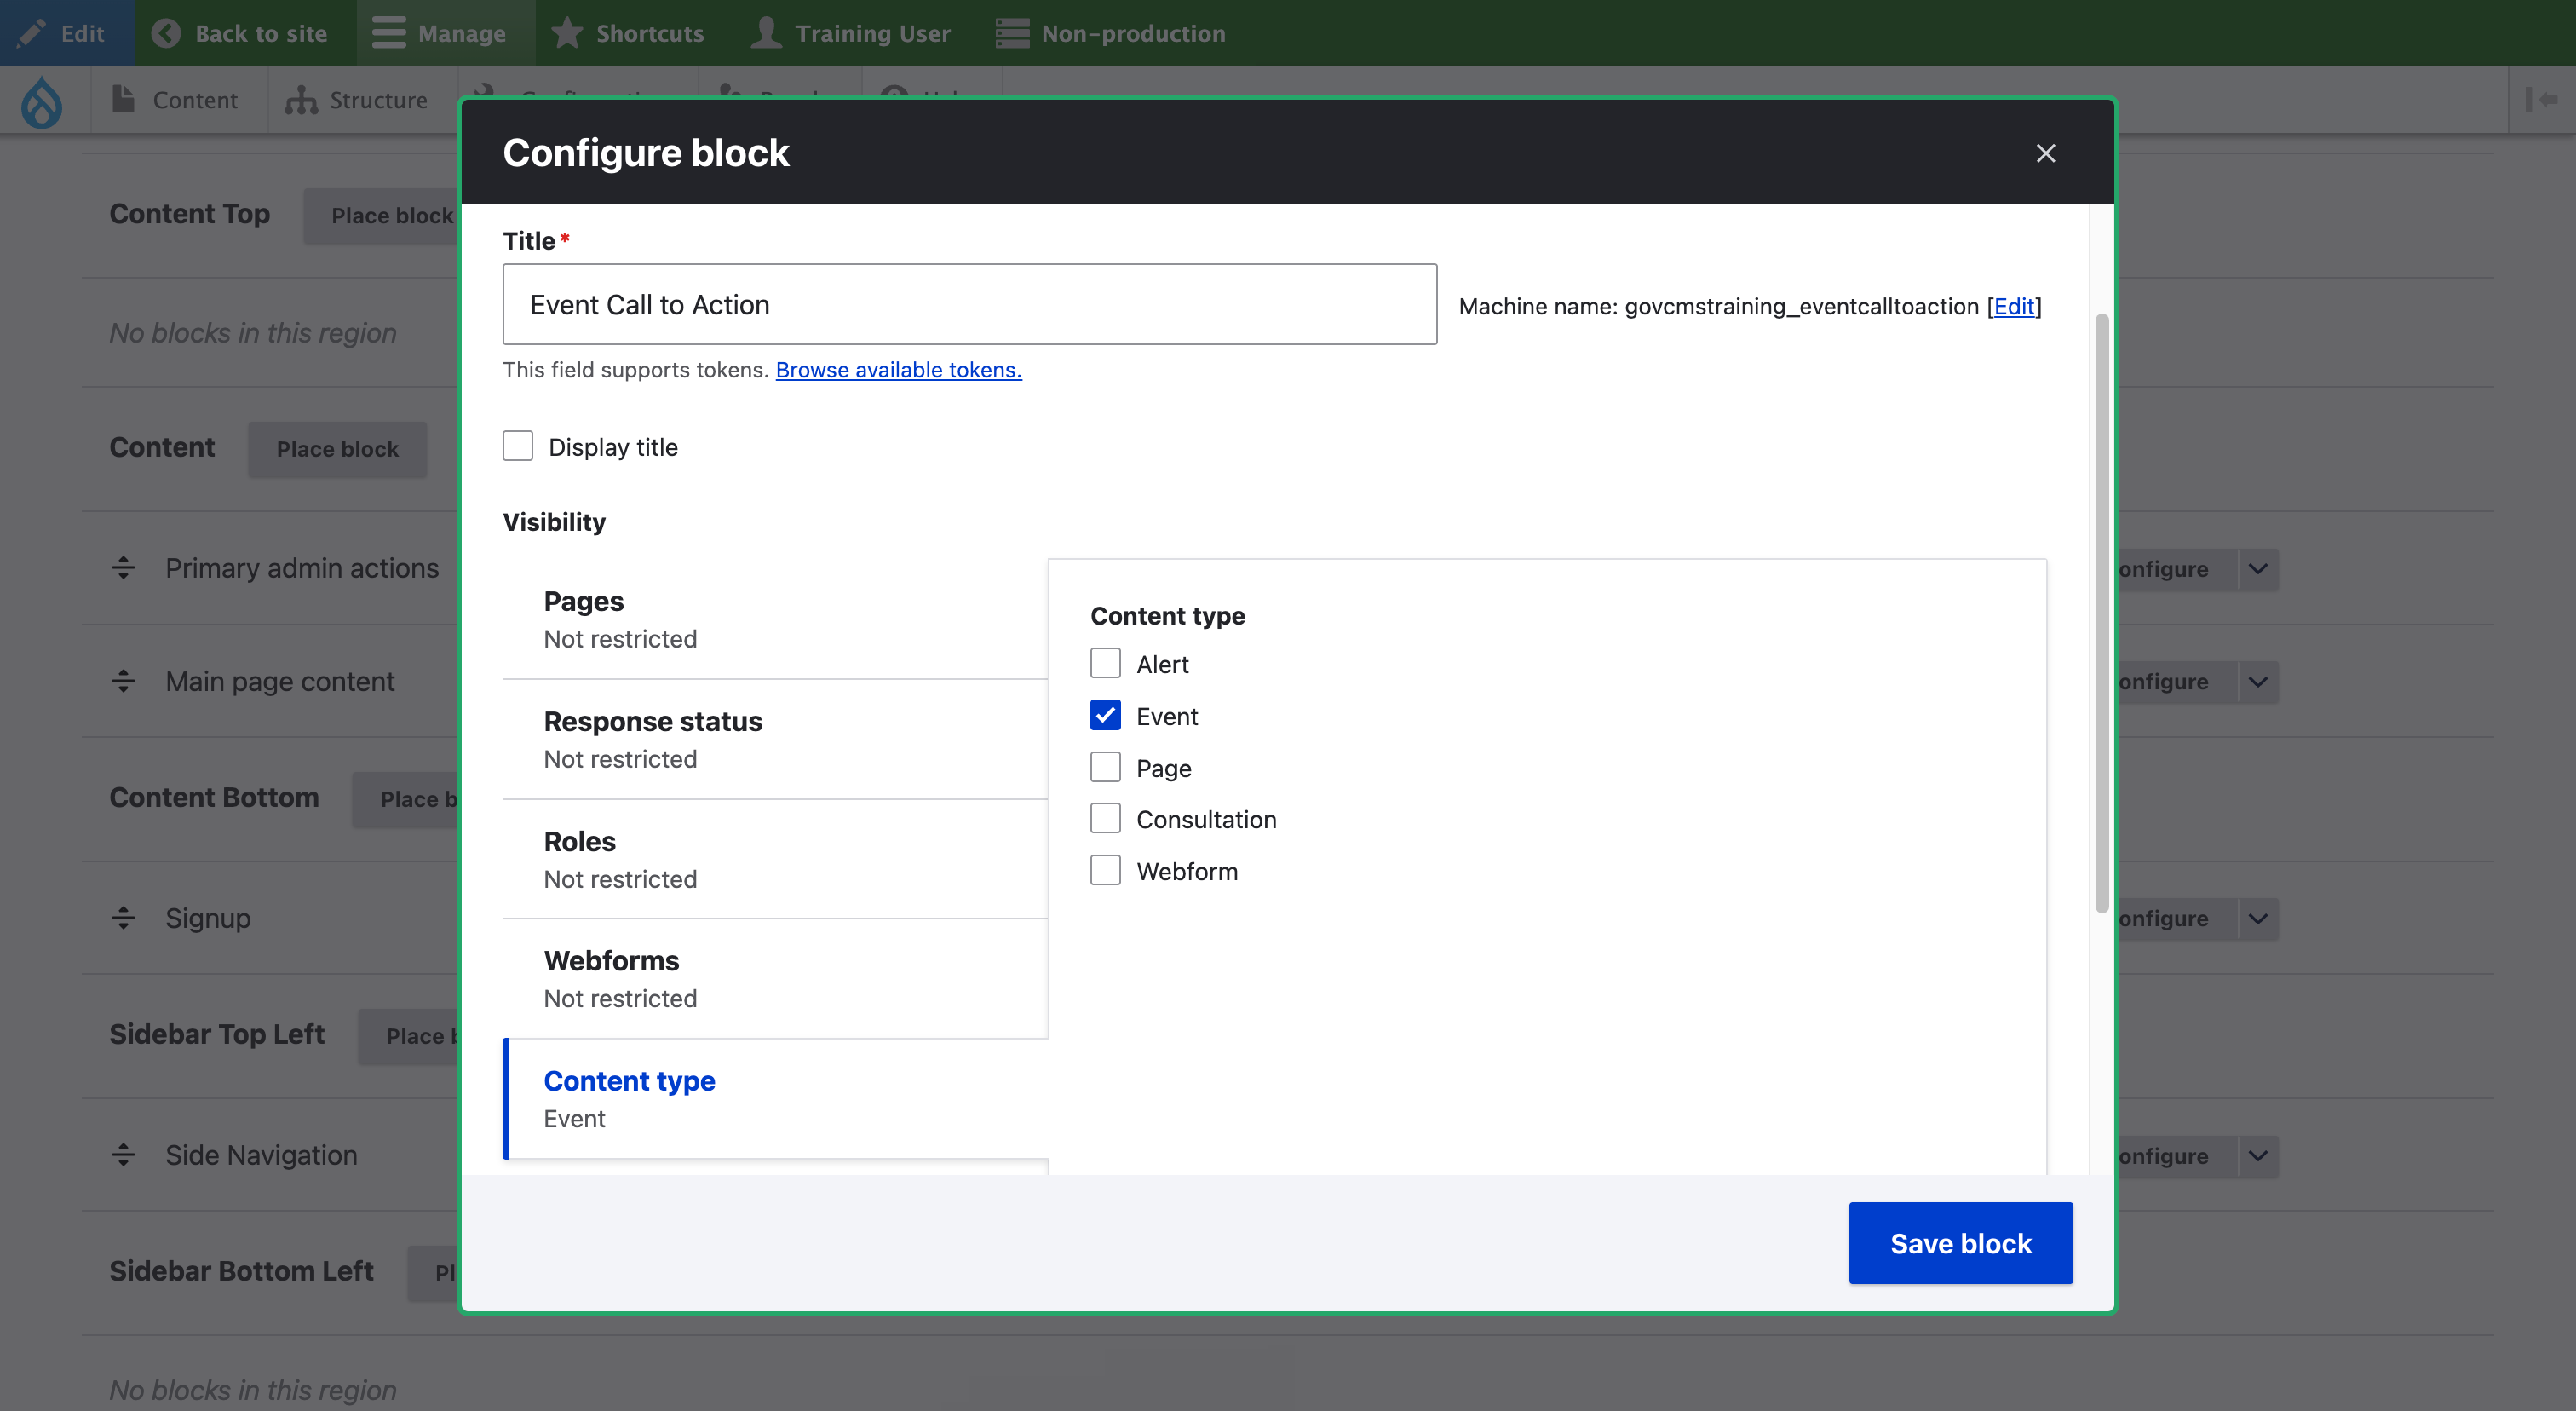 Edit Back to site Manage Shortcuts Training User Non-production
Content Structure
Configure block
Content Top Place block
Title*
Event Call to Action
Machine name: govcmstraining_eventcalltoaction [Edit]
No blocks in this region
This field supports tokens. Browse available tokens.
Content Place block
Display title
Visibility
Primary admin actions
onfigure
Pages
Not restricted
Content type
Alert
Main page content
onfigure
Response status
Not restricted
Event
Page
Content Bottom Place b
Roles
Not restricted
Consultation
Webform
Signup
onfigure
Webforms
Not restricted
Sidebar Top Left Place b
Content type
Event
Side Navigation
onfigure
Save block
Sidebar Bottom Left Pl
No blocks in this region